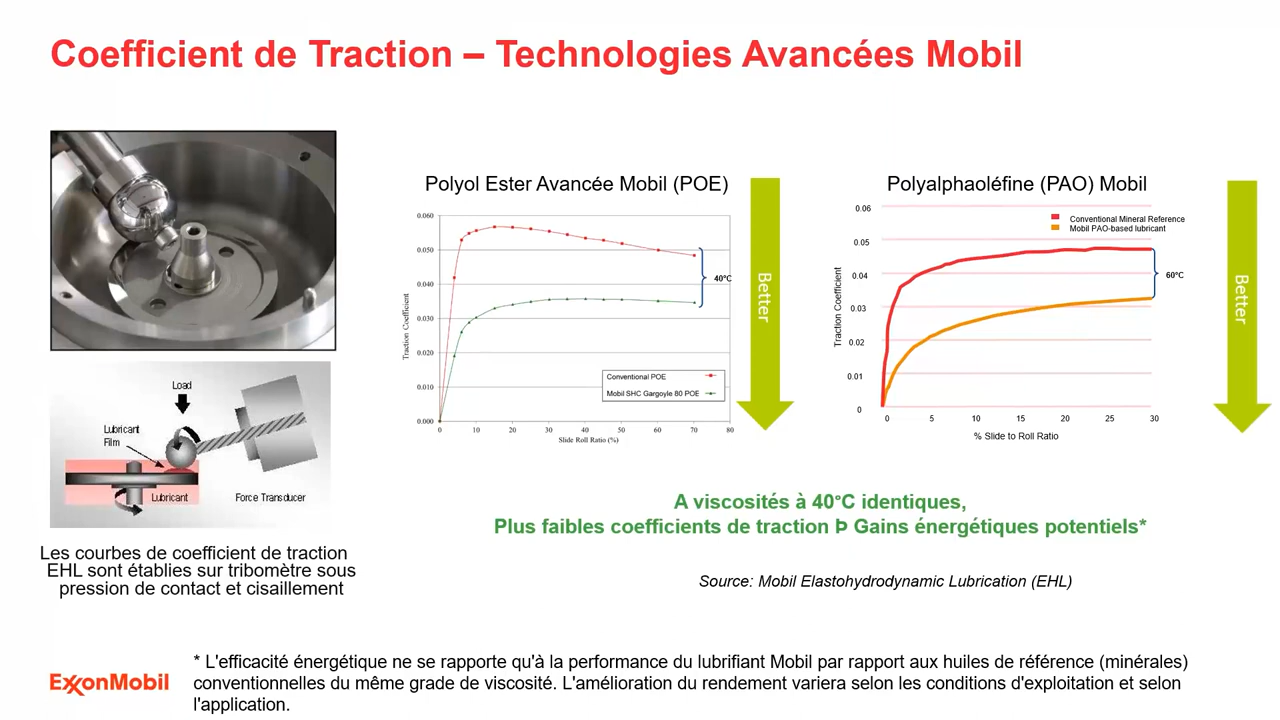 Coefficient de Traction – Technologies Avancées Mobil
Polyol Ester Avancée Mobil (POE)
0.060
0.050
0.040
0.030
0.020
0.010
0.000
Traction Coefficient
0
10
20
30
40
50
60
70
80
Slide Roll Ratio (%)
40°C
Conventional POE
Mobil SHC Gargoyle 80 POE
Better
Polyalphaoléfine (PAO) Mobil
0.06
0.05
0.04
0.03
0.02
0.01
0
Traction Coefficient
0
5
10
15
20
25
30
% Slide to Roll Ratio
Conventional Mineral Reference
Mobil PAO-based lubricant
60°C
Better
Load
Lubricant
Film
Lubricant
Force Transducer
Les courbes de coefficient de traction
EHL sont établies sur tribomètre sous
pression de contact et cisaillement
A viscosités à 40°C identiques,
Plus faibles coefficients de traction Þ Gains énergétiques potentiels*
Source: Mobil Elastohydrodynamic Lubrication (EHL)
ExxonMobil
* L'efficacité énergétique ne se rapporte qu'à la performance du lubrifiant Mobil par rapport aux huiles de référence (minérales)
conventionnelles du même grade de viscosité. L'amélioration du rendement variera selon les conditions d'exploitation et selon
l'application.